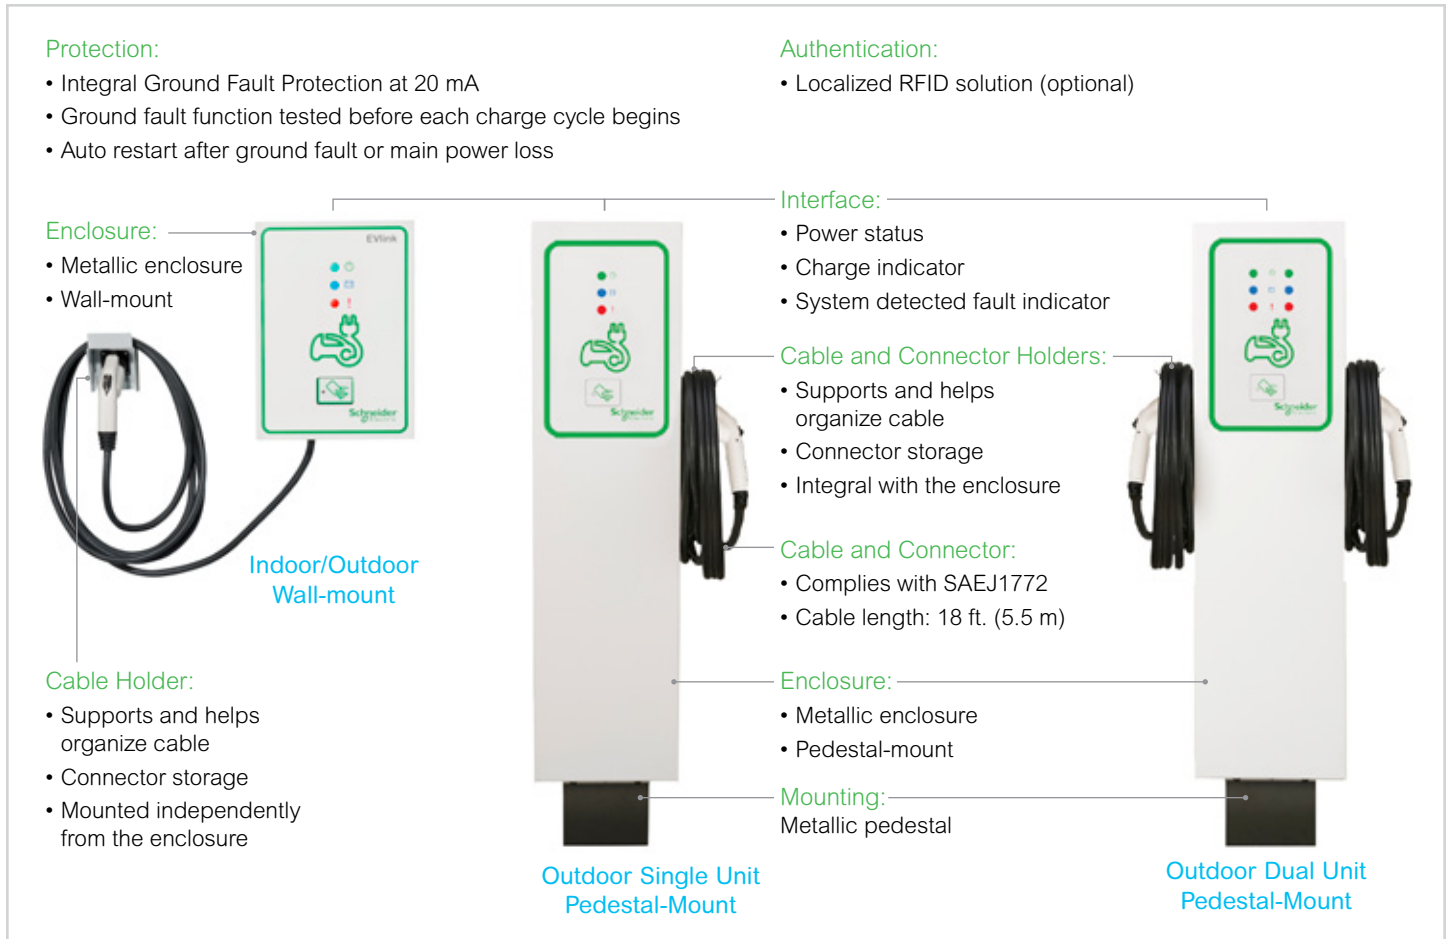 Protection:
• Integral Ground Fault Protection at 20 mA
• Ground fault function tested before each charge cycle begins
• Auto restart after ground fault or main power loss
Authentication:
• Localized RFID solution (optional)
Enclosure:
• Metallic enclosure
• Wall-mount
EVlink
Schneider
Indoor/Outdoor
Wall-mount
Cable Holder:
• Supports and helps
organize cable
• Connector storage
• Mounted independently
from the enclosure
Schneider
Outdoor Single Unit
Pedestal-Mount
Interface:
• Power status
• Charge indicator
• System detected fault indicator
Cable and Connector Holders:
• Supports and helps
organize cable
• Connector storage
• Integral with the enclosure
Cable and Connector:
• Complies with SAEJ1772
• Cable length: 18 ft. (5.5 m)
Enclosure:
• Metallic enclosure
• Pedestal-mount
Mounting:
Metallic pedestal
Schneider
Outdoor Dual Unit
Pedestal-Mount